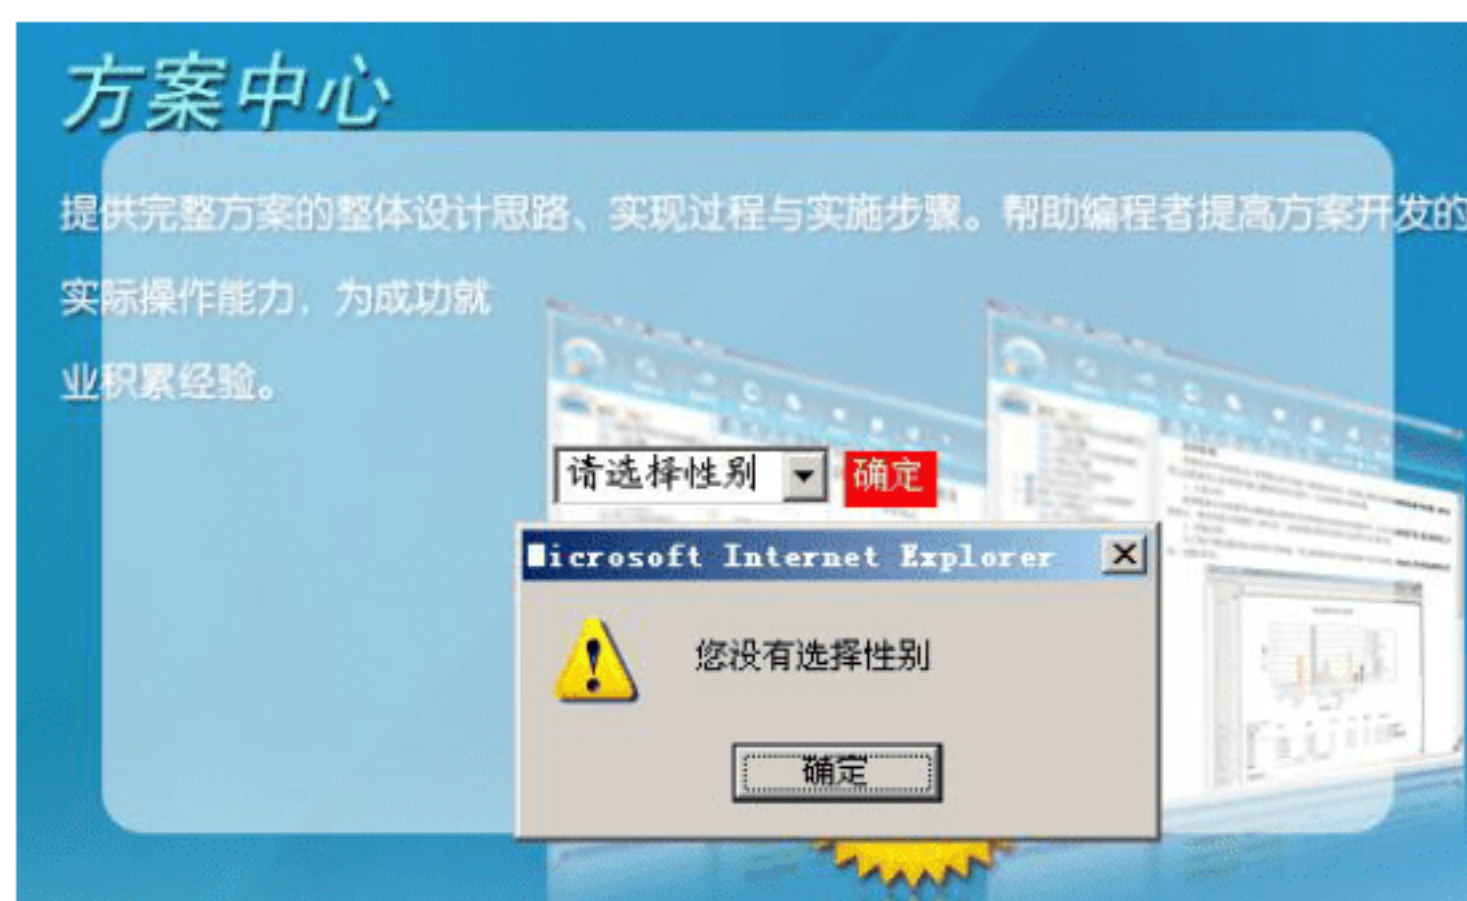 方案中心
提供完整方案的整体设计思路、实现过程与实施步骤。帮助编程者提高方案开发的
实际操作能力，为成功就
业积累经验。
请选择性别 确定
Microsoft Internet Explorer
您没有选择性别
确定